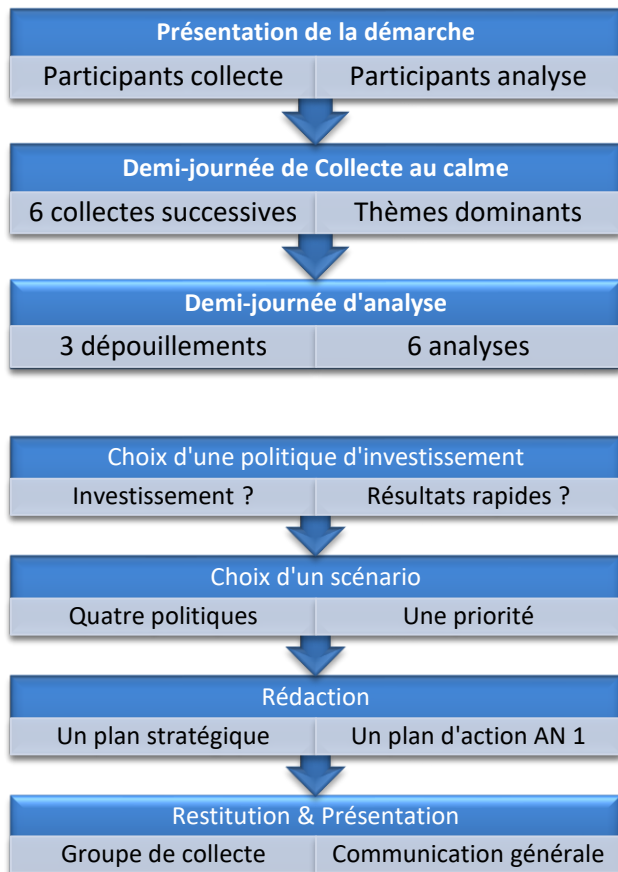 Présentation de la démarche
Participants collecte Participants analyse
Demi-journée de Collecte au calme
6 collectes successives Thèmes dominants
Demi-journée d'analyse
3 dépouillements 6 analyses
Choix d'une politique d'investissement
Investissement ? Résultats rapides ?
Choix d'un scénario
Quatre politiques Une priorité
Rédaction
Un plan stratégique Un plan d'action AN 1
Restitution & Présentation
Groupe de collecte Communication générale